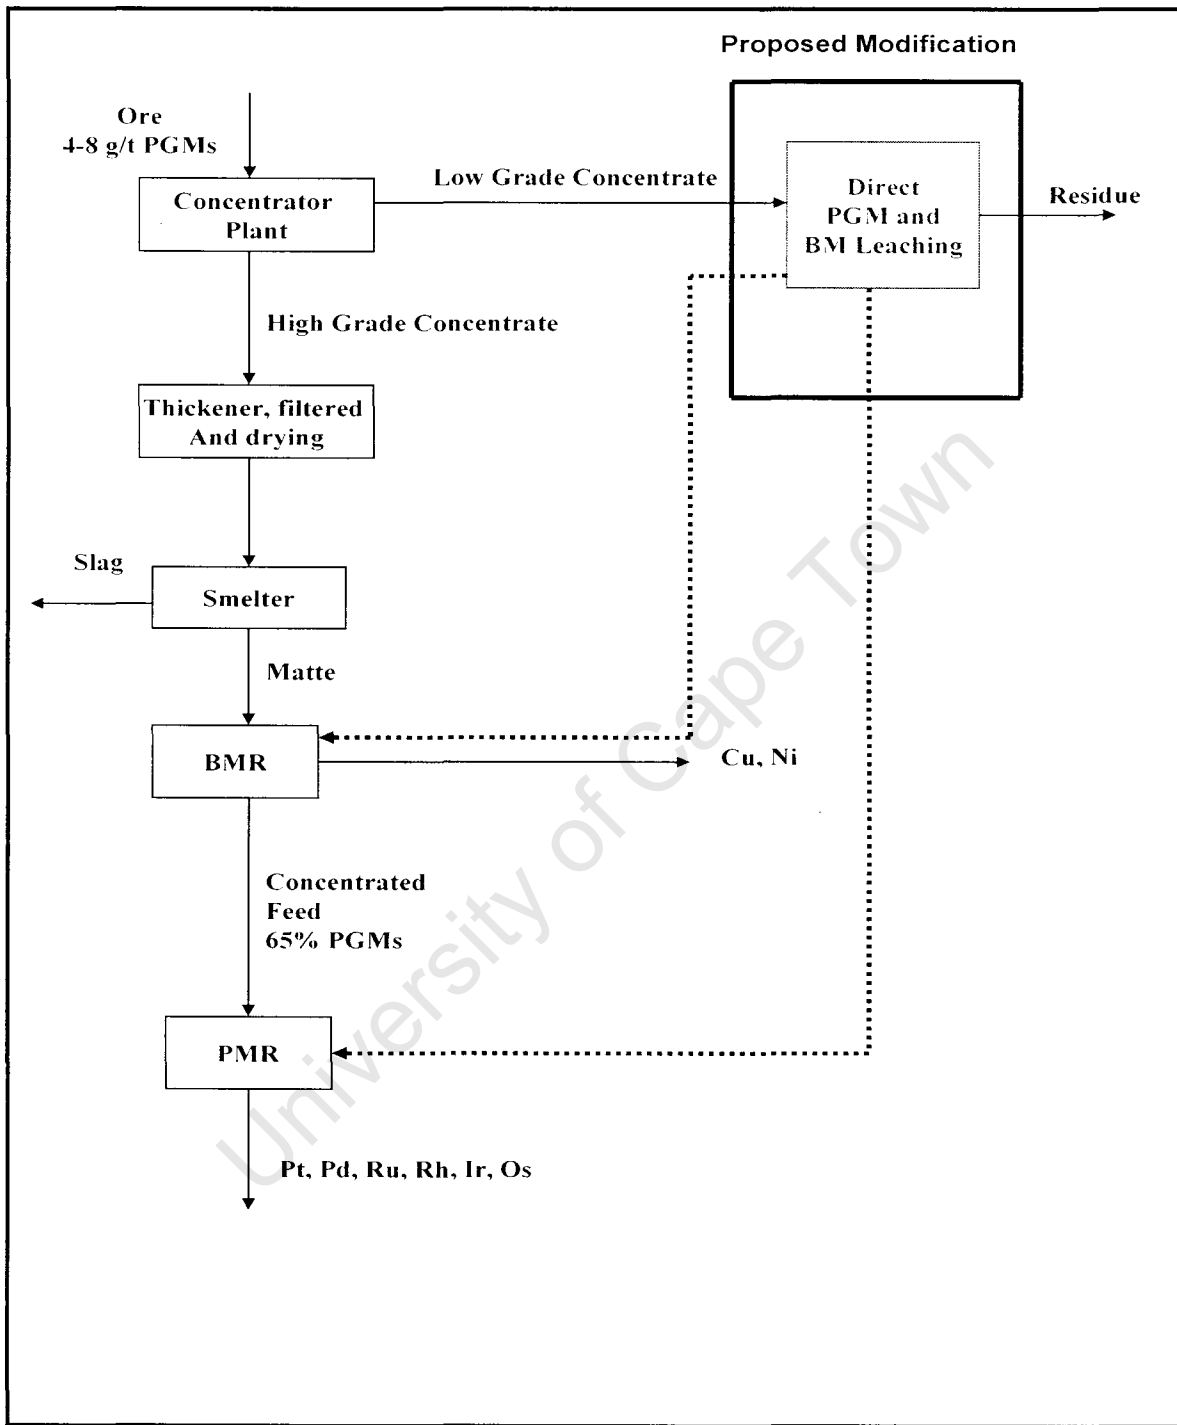 Proposed Modification
Ore
4-8 g/t PGMs
Concentrator
Plant
Low Grade Concentrate
Direct
PGM and
BM Leaching
Residue
High Grade Concentrate
Thickener, filtered
And drying
Slag
Smelter
Matte
BMR
Cu, Ni
Concentrated
Feed
65% PGMs
PMR
Pt, Pd, Ru, Rh, Ir, Os
University of Cape Town